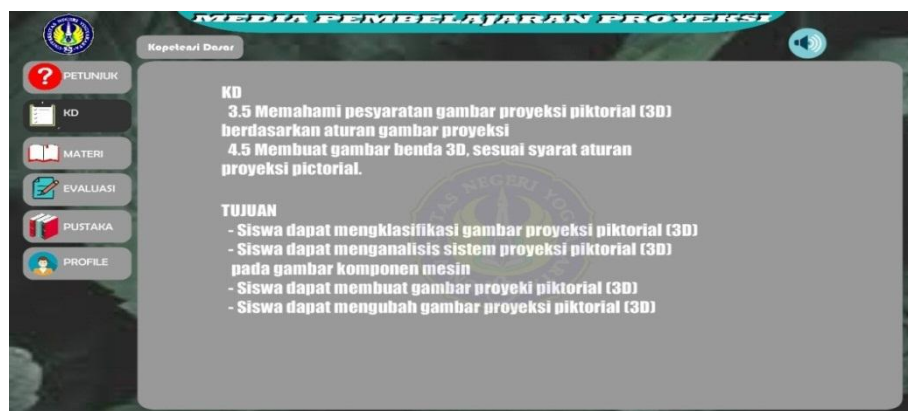 MEDIA PEMBELAJARAN PROYEKSI
Kopetensi Dasar
PETUNJUK
KD
MATERI
EVALUASI
PUSTAKA
PROFILE
KD
3.5 Memahami pesyaratan gambar proyeksi piktorial (3D)
berdasarkan aturan gambar proyeksi
4.5 Membuat gambar benda 3D, sesuai syarat aturan
proyeksi pictorial.
TUJUAN
- Siswa dapat mengklasifikasi gambar proyeksi piktorial (3D)
- Siswa dapat menganalisis sistem proyeksi piktorial (3D)
pada gambar komponen mesin
- Siswa dapat membuat gambar proyeki piktorial (3D)
- Siswa dapat mengubah gambar proyeksi piktorial (3D)